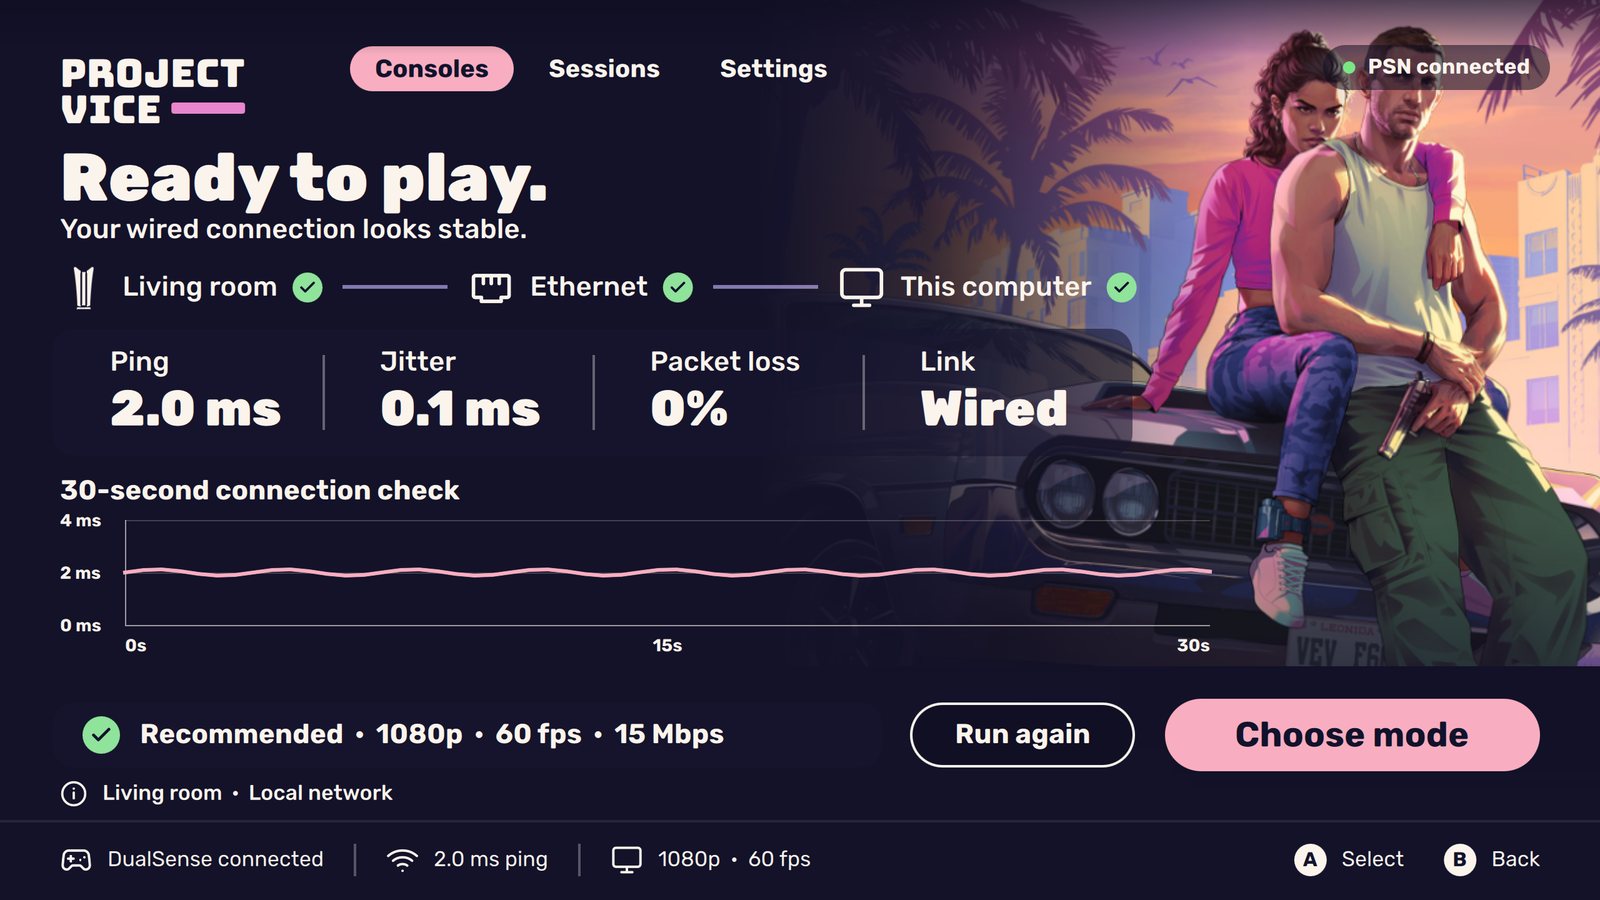 PROJECT
VICE
Consoles
Sessions
Settings
PSN connected
Ready to play.
Your wired connection looks stable.
Living room
Ethernet
This computer
Ping
2.0 ms
Jitter
0.1 ms
Packet loss
0%
Link
Wired
30-second connection check
4 ms
2 ms
0 ms
0s
15s
30s
LEONIDA
Recommended • 1080p • 60 fps • 15 Mbps
Run again
Choose mode
Living room • Local network
DualSense connected
2.0 ms ping
1080p • 60 fps
A Select
B Back